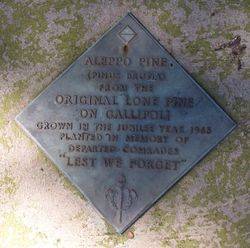 ALEPPO PINE
(PINUS BRUSIA)
FROM THE
ORIGINAL LONE PINE
ON GALLIPOLI
GROWN IN THE JUBILEE YEAR 1965
PLANTED IN MEMORY OF
DEPARTED COMRADES
"LEST WE FORGET"